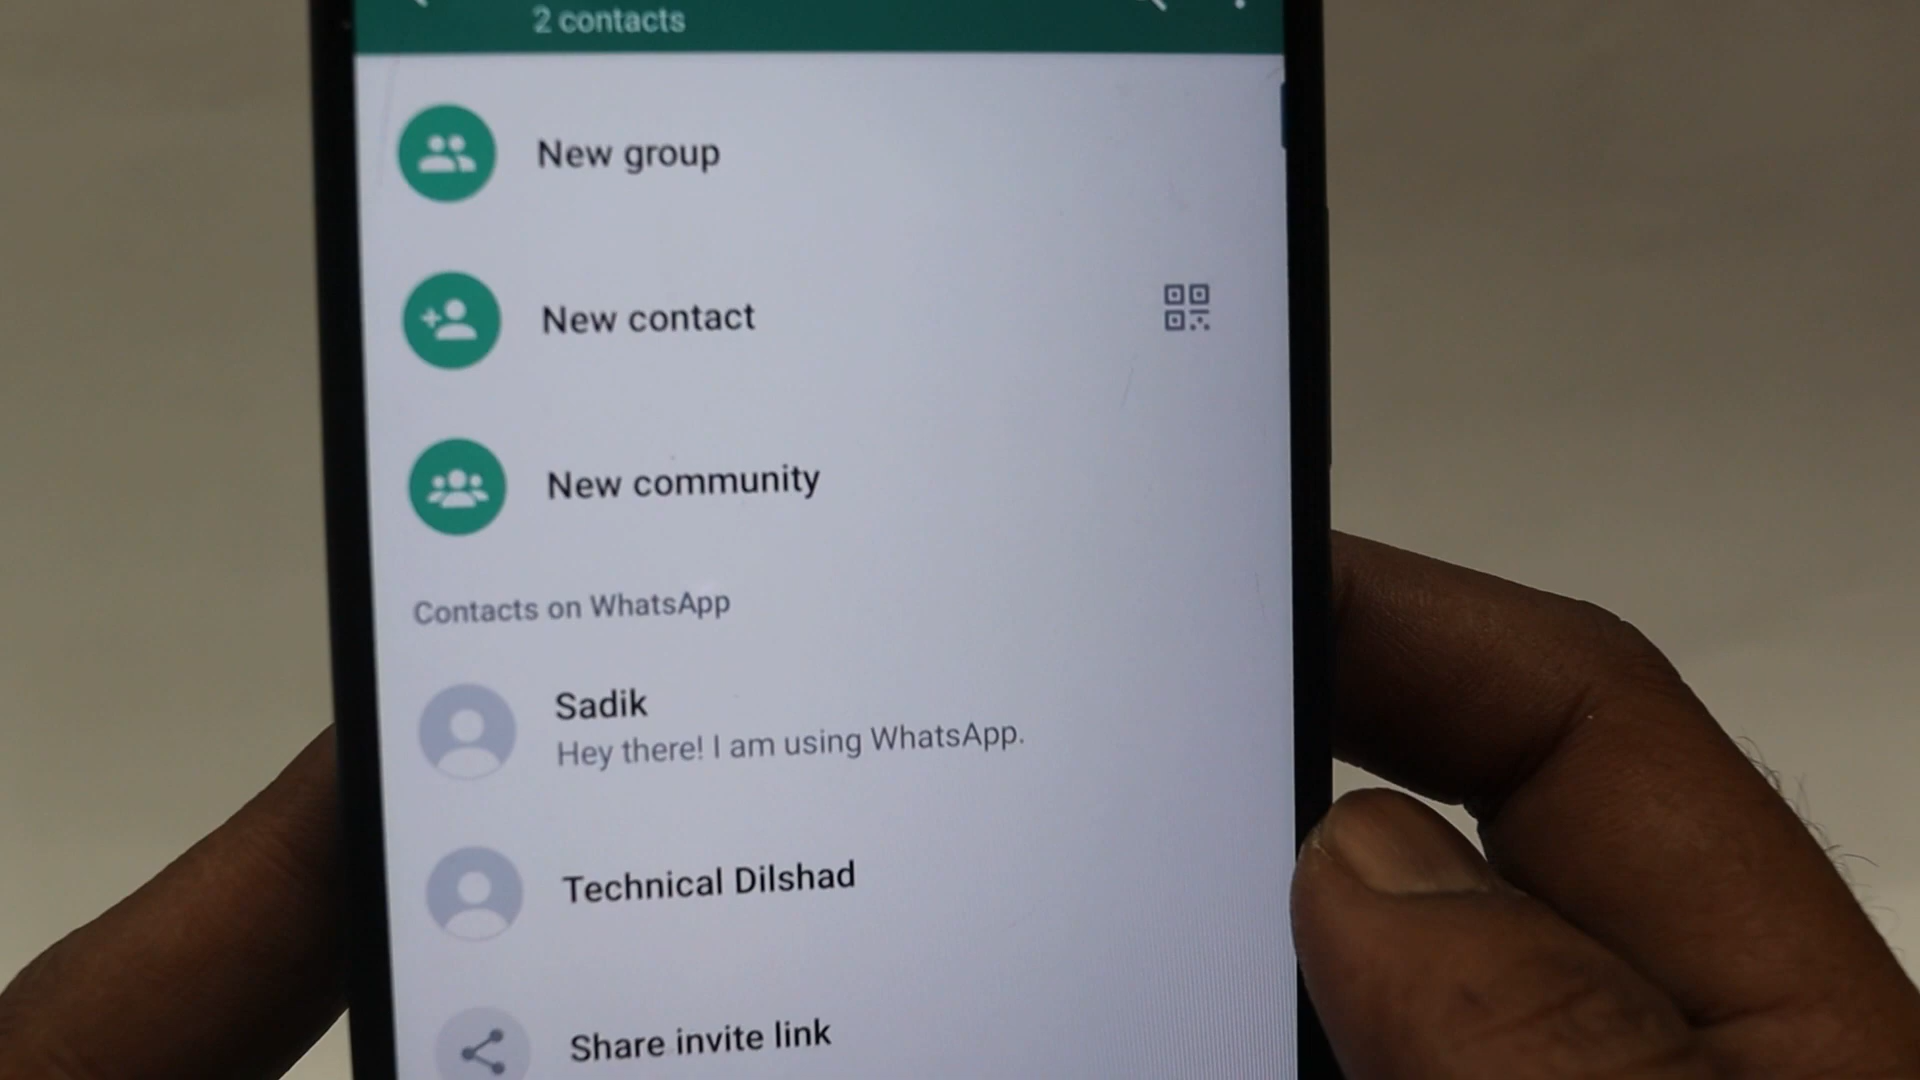 2 contacts
New group
New contact
New community
Contacts on WhatsApp
Sadik
Hey there! I am using WhatsApp.
Technical Dilshad
Share invite link